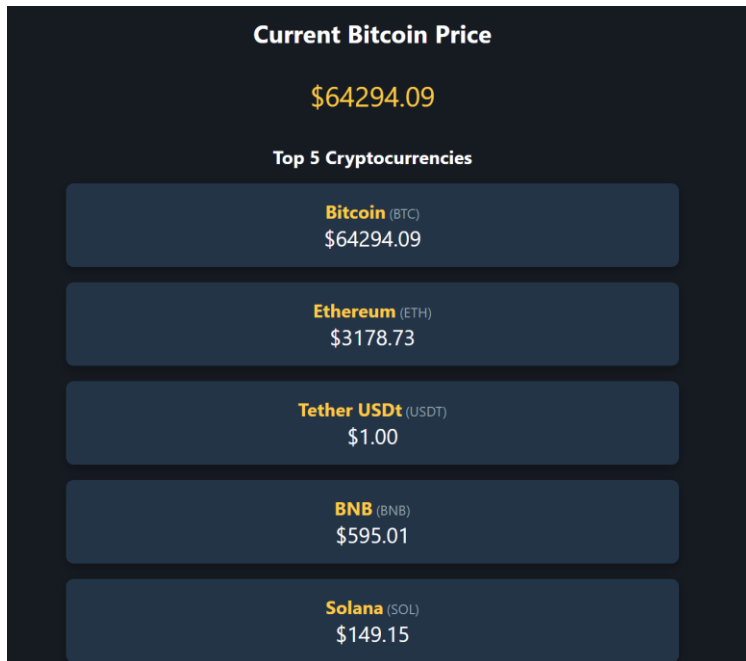 Current Bitcoin Price
$64294.09
Top 5 Cryptocurrencies
Bitcoin (BTC)
$64294.09
Ethereum (ETH)
$3178.73
Tether USDt (USDT)
$1.00
BNB (BNB)
$595.01
Solana (SOL)
$149.15